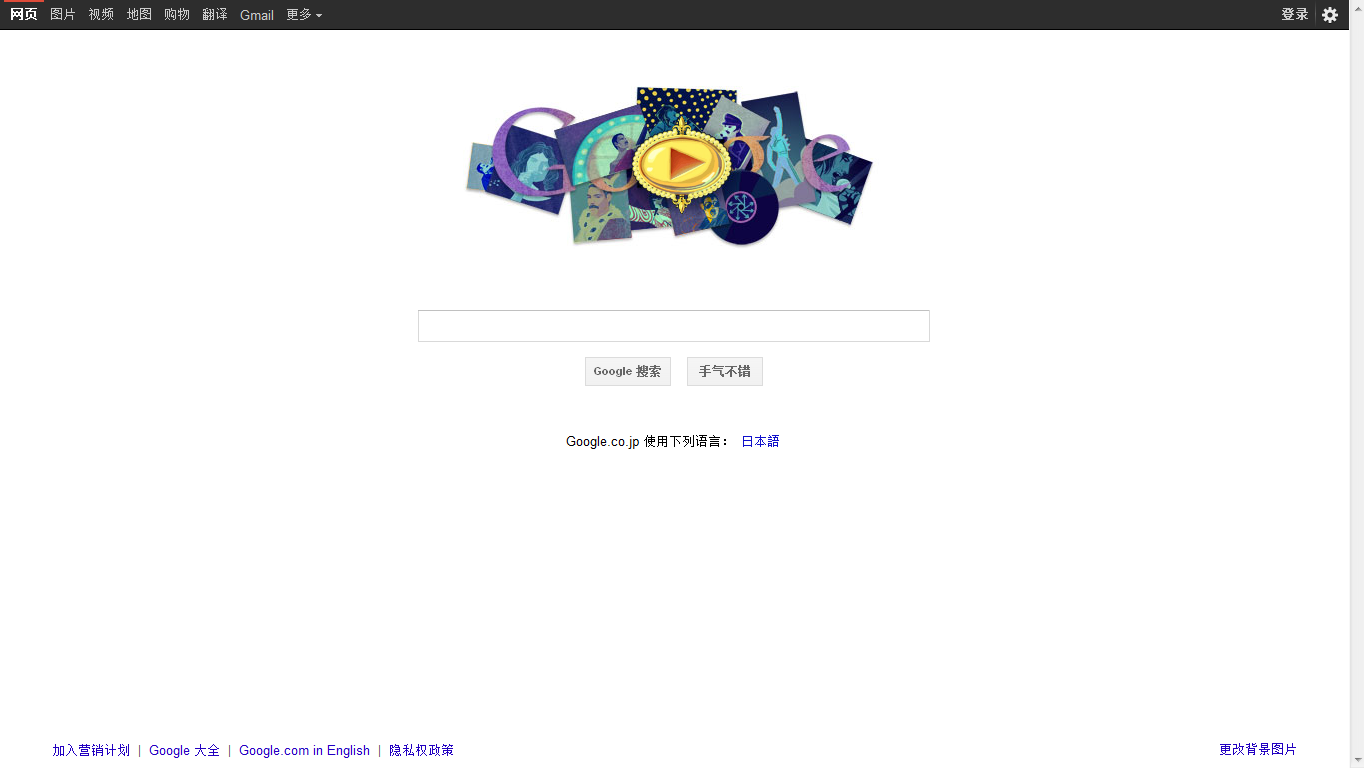 网页 图片 视频 地图 购物 翻译 Gmail 更多 登录
Google
Google 搜索 手气不错
Google.co.jp 使用下列语言： 日本語
加入营销计划 | Google 大全 | Google.com in English | 隐私权政策 更改背景图片